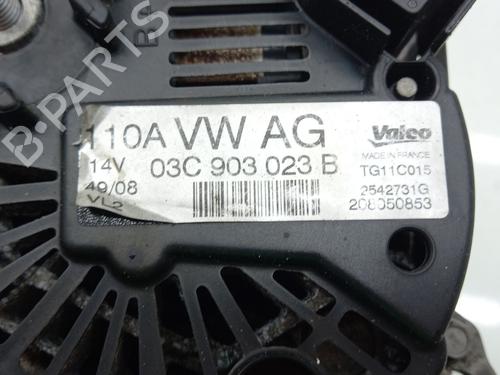 B
B-PARTS
110A VW AG
Valeo
14V
03C 903 023 B
MADE IN FRANCE
TG11C015
49/08
VL2
2542731G
208050853